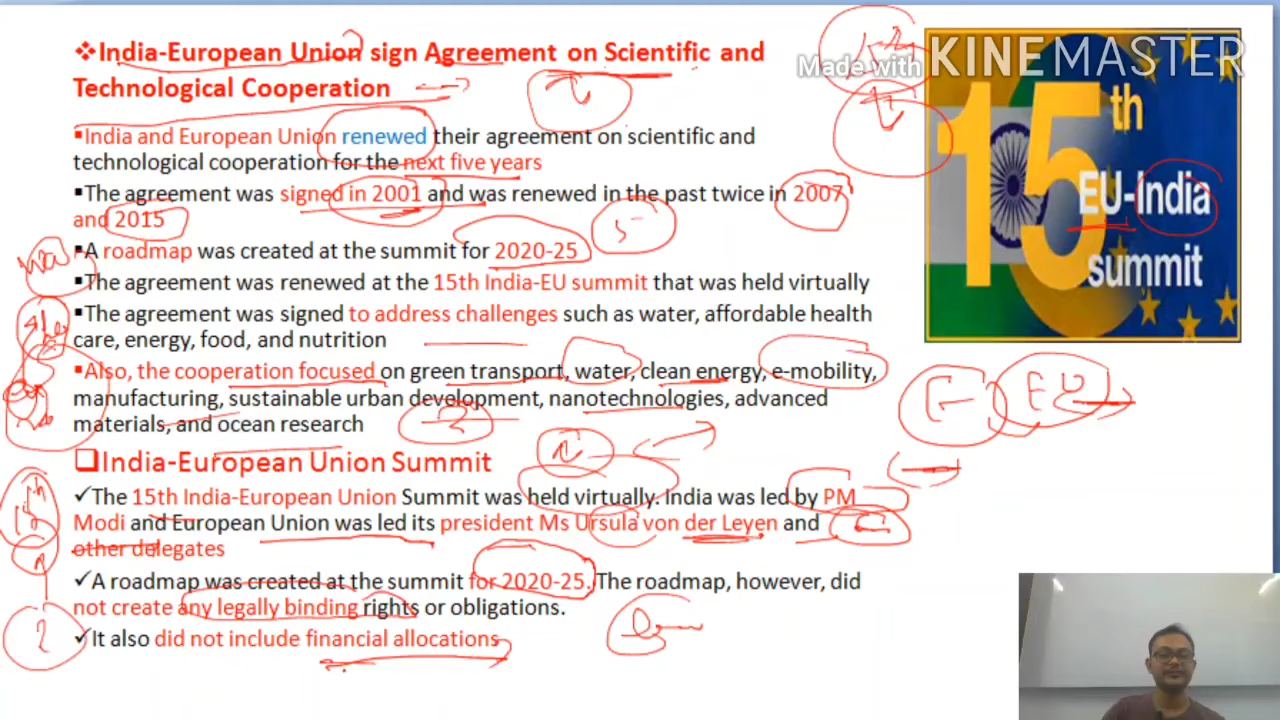 ❖India-European Union sign Agreement on Scientific and
Technological Cooperation
▪India and European Union renewed their agreement on scientific and
technological cooperation for the next five years
▪The agreement was signed in 2001 and was renewed in the past twice in 2007
and 2015
▪A roadmap was created at the summit for 2020-25
▪The agreement was renewed at the 15th India-EU summit that was held virtually
▪The agreement was signed to address challenges such as water, affordable health
care, energy, food, and nutrition
▪Also, the cooperation focused on green transport, water, clean energy, e-mobility,
manufacturing, sustainable urban development, nanotechnologies, advanced
materials, and ocean research
❑India-European Union Summit
✓The 15th India-European Union Summit was held virtually. India was led by PM
Modi and European Union was led its president Ms Ursula von der Leyen and
other delegates
✓A roadmap was created at the summit for 2020-25. The roadmap, however, did
not create any legally binding rights or obligations.
✓It also did not include financial allocations
Made with KINEMASTER
15th
EU-India
summit
EU